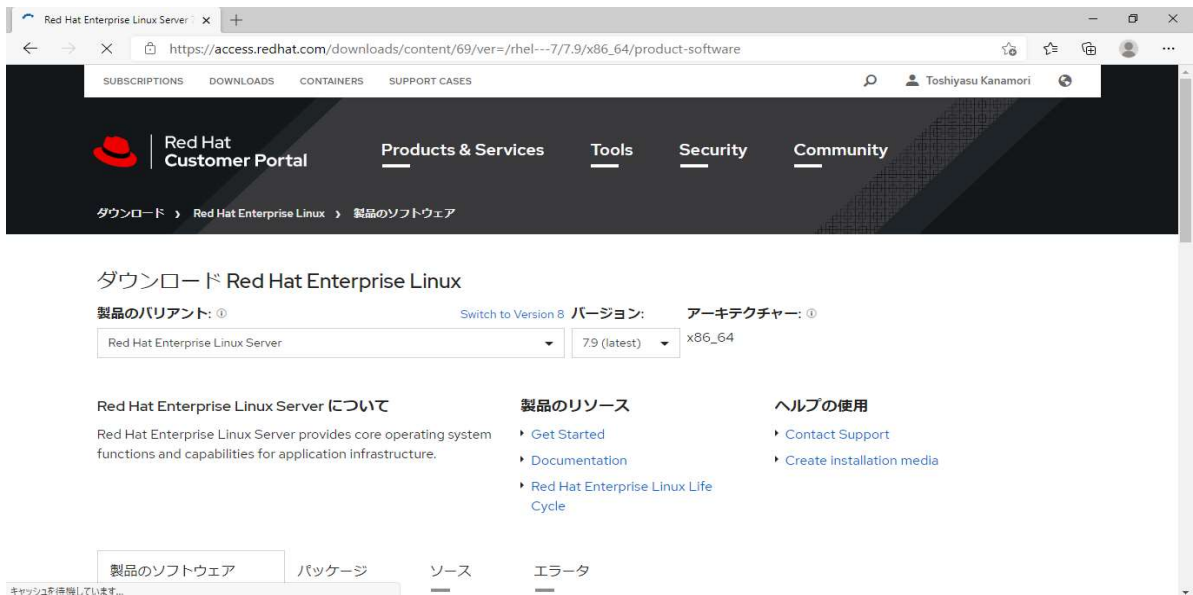 Red Hat Enterprise Linux Server
https://access.redhat.com/downloads/content/69/ver=/rhel---7/7.9/x86_64/product-software
SUBSCRIPTIONS DOWNLOADS CONTAINERS SUPPORT CASES Toshiyasu Kanamori
Red Hat
Customer Portal
Products & Services Tools Security Community
ダウンロード › Red Hat Enterprise Linux › 製品のソフトウェア
ダウンロード Red Hat Enterprise Linux
製品のバリアント: Switch to Version 8 バージョン: アーキテクチャー:
Red Hat Enterprise Linux Server 7.9 (latest) x86_64
Red Hat Enterprise Linux Server について
Red Hat Enterprise Linux Server provides core operating system
functions and capabilities for application infrastructure.
製品のリソース
Get Started
Documentation
Red Hat Enterprise Linux Life
Cycle
ヘルプの使用
Contact Support
Create installation media
製品のソフトウェア パッケージ ソース エラータ
キャッシュを待機しています...